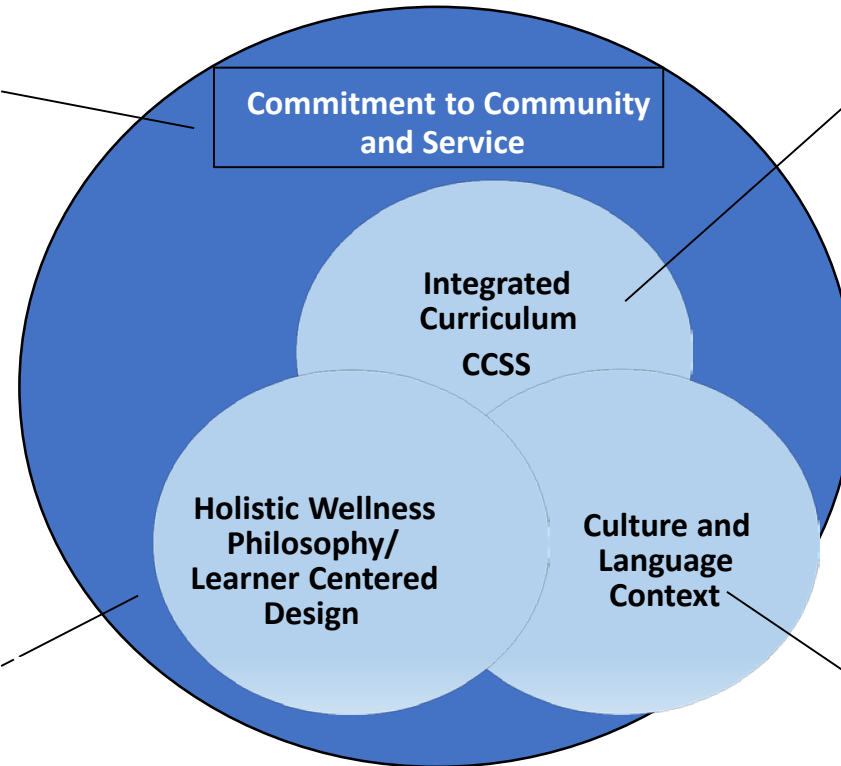 Commitment to Community
and Service
Integrated
Curriculum
CCSS
Holistic Wellness
Philosophy/
Learner Centered
Design
Culture and
Language
Context